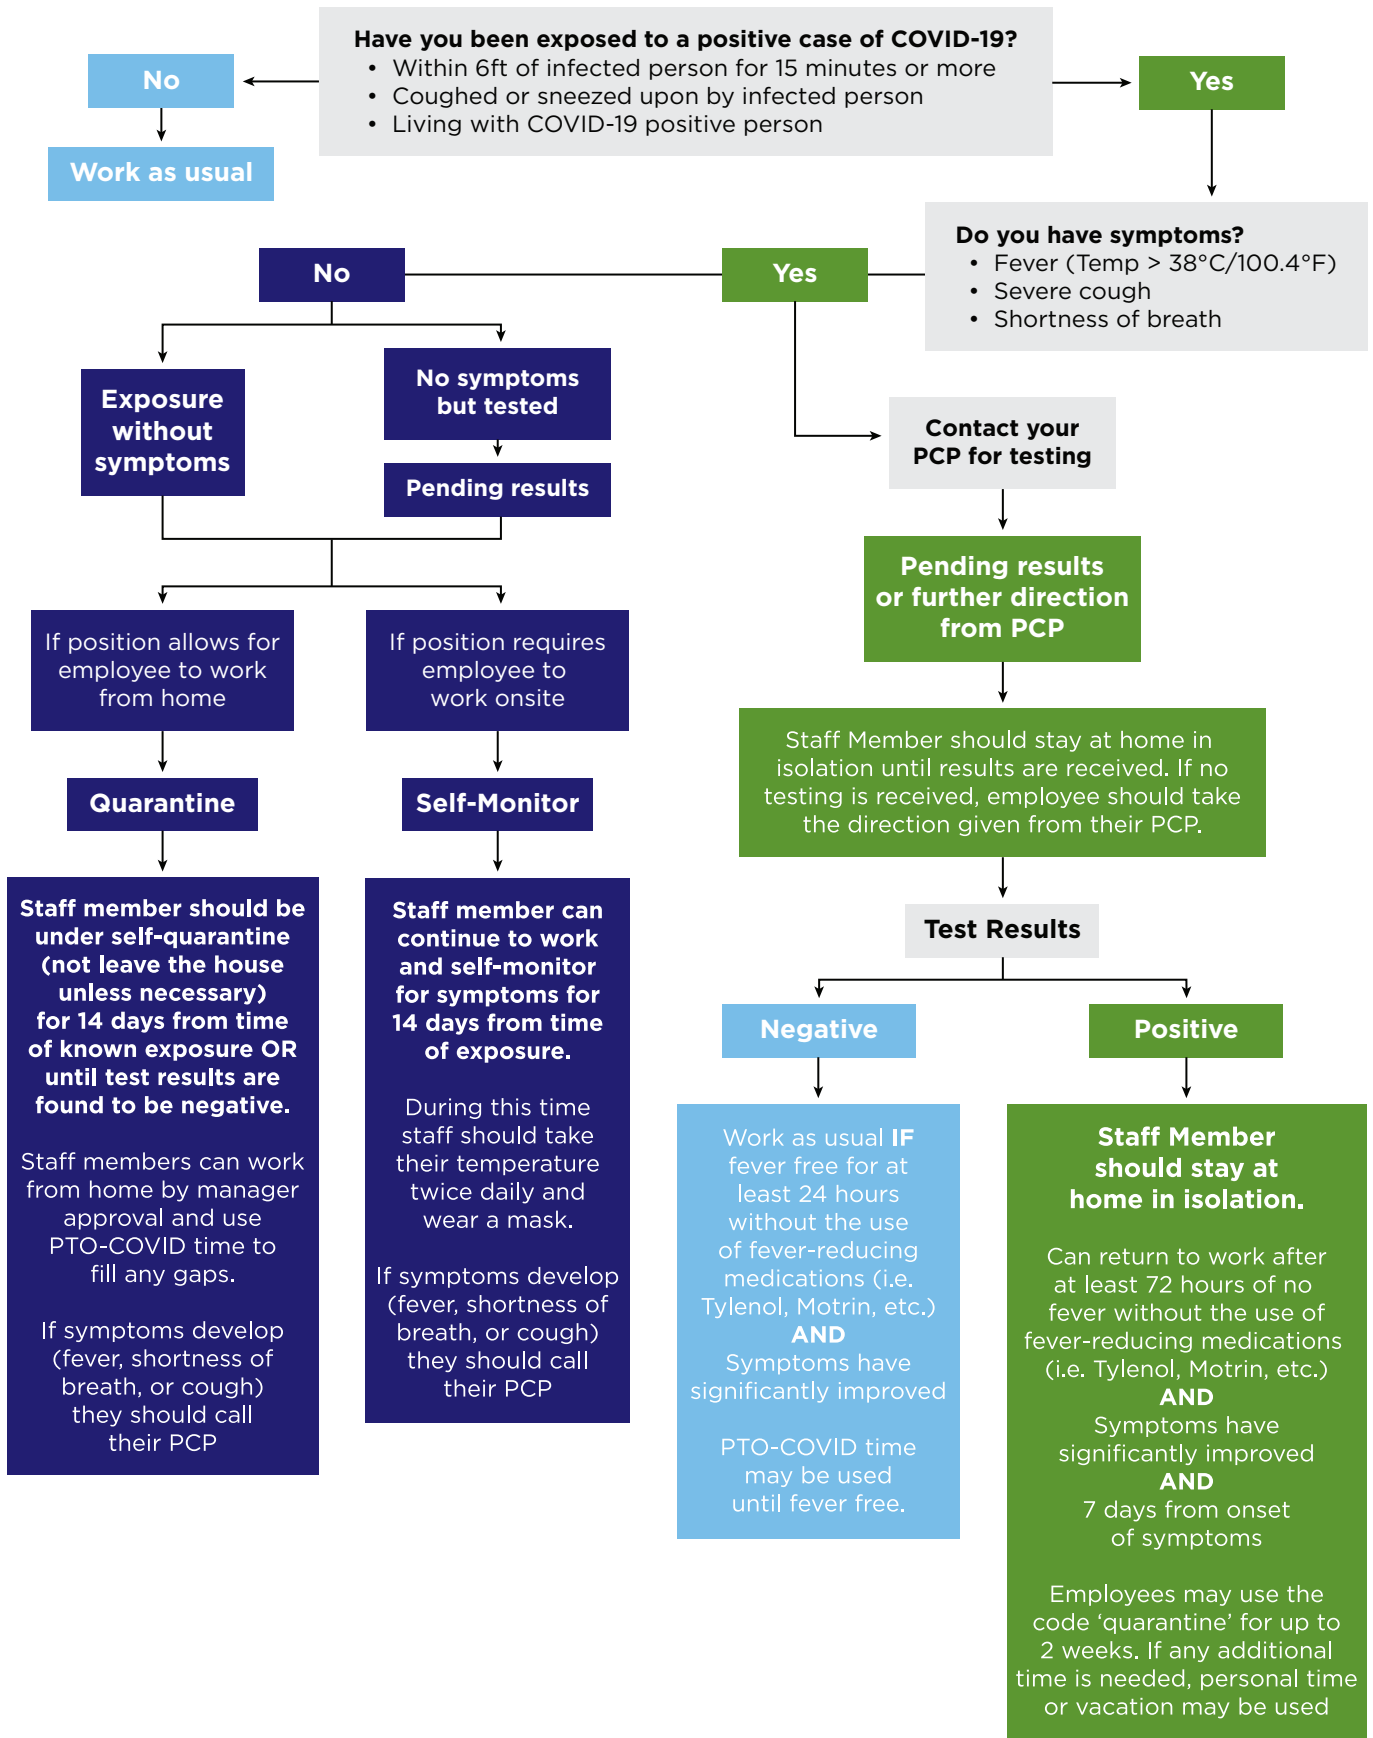 Have you been exposed to a positive case of COVID-19?
• Within 6ft of infected person for 15 minutes or more
• Coughed or sneezed upon by infected person
• Living with COVID-19 positive person
No
Yes
Work as usual
Do you have symptoms?
• Fever (Temp > 38°C/100.4°F)
• Severe cough
• Shortness of breath
No
Yes
Exposure
without
symptoms
No symptoms
but tested
Pending results
Contact your
PCP for testing
Pending results
or further direction
from PCP
If position allows for
employee to work
from home
If position requires
employee to
work onsite
Staff Member should stay at home in
isolation until results are received. If no
testing is received, employee should take
the direction given from their PCP.
Quarantine
Self-Monitor
Staff member should be
under self-quarantine
(not leave the house
unless necessary)
for 14 days from time
of known exposure OR
until test results are
found to be negative.
Staff members can work
from home by manager
approval and use
PTO-COVID time to
fill any gaps.
If symptoms develop
(fever, shortness of
breath, or cough)
they should call
their PCP
Staff member can
continue to work
and self-monitor
for symptoms for
14 days from time
of exposure.
During this time
staff should take
their temperature
twice daily and
wear a mask.
If symptoms develop
(fever, shortness of
breath, or cough)
they should call
their PCP
Test Results
Negative
Positive
Work as usual IF
fever free for at
least 24 hours
without the use
of fever-reducing
medications (i.e.
Tylenol, Motrin, etc.)
AND
Symptoms have
significantly improved
PTO-COVID time
may be used
until fever free.
Staff Member
should stay at
home in isolation.
Can return to work after
at least 72 hours of no
fever without the use of
fever-reducing medications
(i.e. Tylenol, Motrin, etc.)
AND
Symptoms have
significantly improved
AND
7 days from onset
of symptoms
Employees may use the
code ‘quarantine’ for up to
2 weeks. If any additional
time is needed, personal time
or vacation may be used